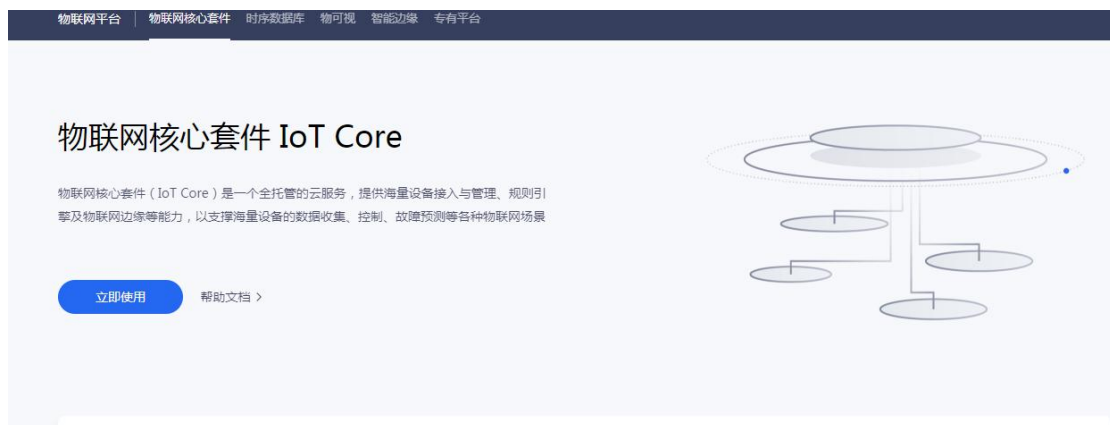 物联网平台 物联网核心套件 时序数据库 物可视 智能边缘 专有平台
物联网核心套件 IoT Core
物联网核心套件（IoT Core）是一个全托管的云服务，提供海量设备接入与管理、规则引
擎及物联网边缘等能力，以支撑海量设备的数据收集、控制、故障预测等各种物联网场景
立即使用 帮助文档 >